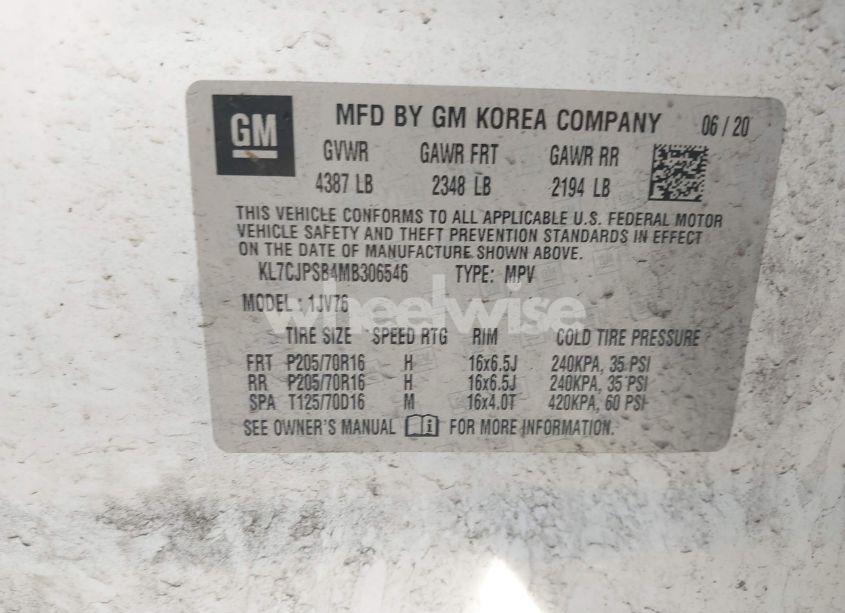 GM
MFD BY GM KOREA COMPANY 06 / 20
GVWR GAWR FRT GAWR RR
4387 LB 2348 LB 2194 LB
THIS VEHICLE CONFORMS TO ALL APPLICABLE U.S. FEDERAL MOTOR
VEHICLE SAFETY AND THEFT PREVENTION STANDARDS IN EFFECT
ON THE DATE OF MANUFACTURE SHOWN ABOVE.
KL7CJPSB4MB306546 TYPE: MPV
MODEL : 1JV76
wheelwise
TIRE SIZE SPEED RTG RIM COLD TIRE PRESSURE
FRT P205/70R16 H 16x6.5J 240KPA, 35 PSI
RR P205/70R16 H 16x6.5J 240KPA, 35 PSI
SPA T125/70D16 M 16x4.0T 420KPA, 60 PSI
SEE OWNER'S MANUAL FOR MORE INFORMATION.